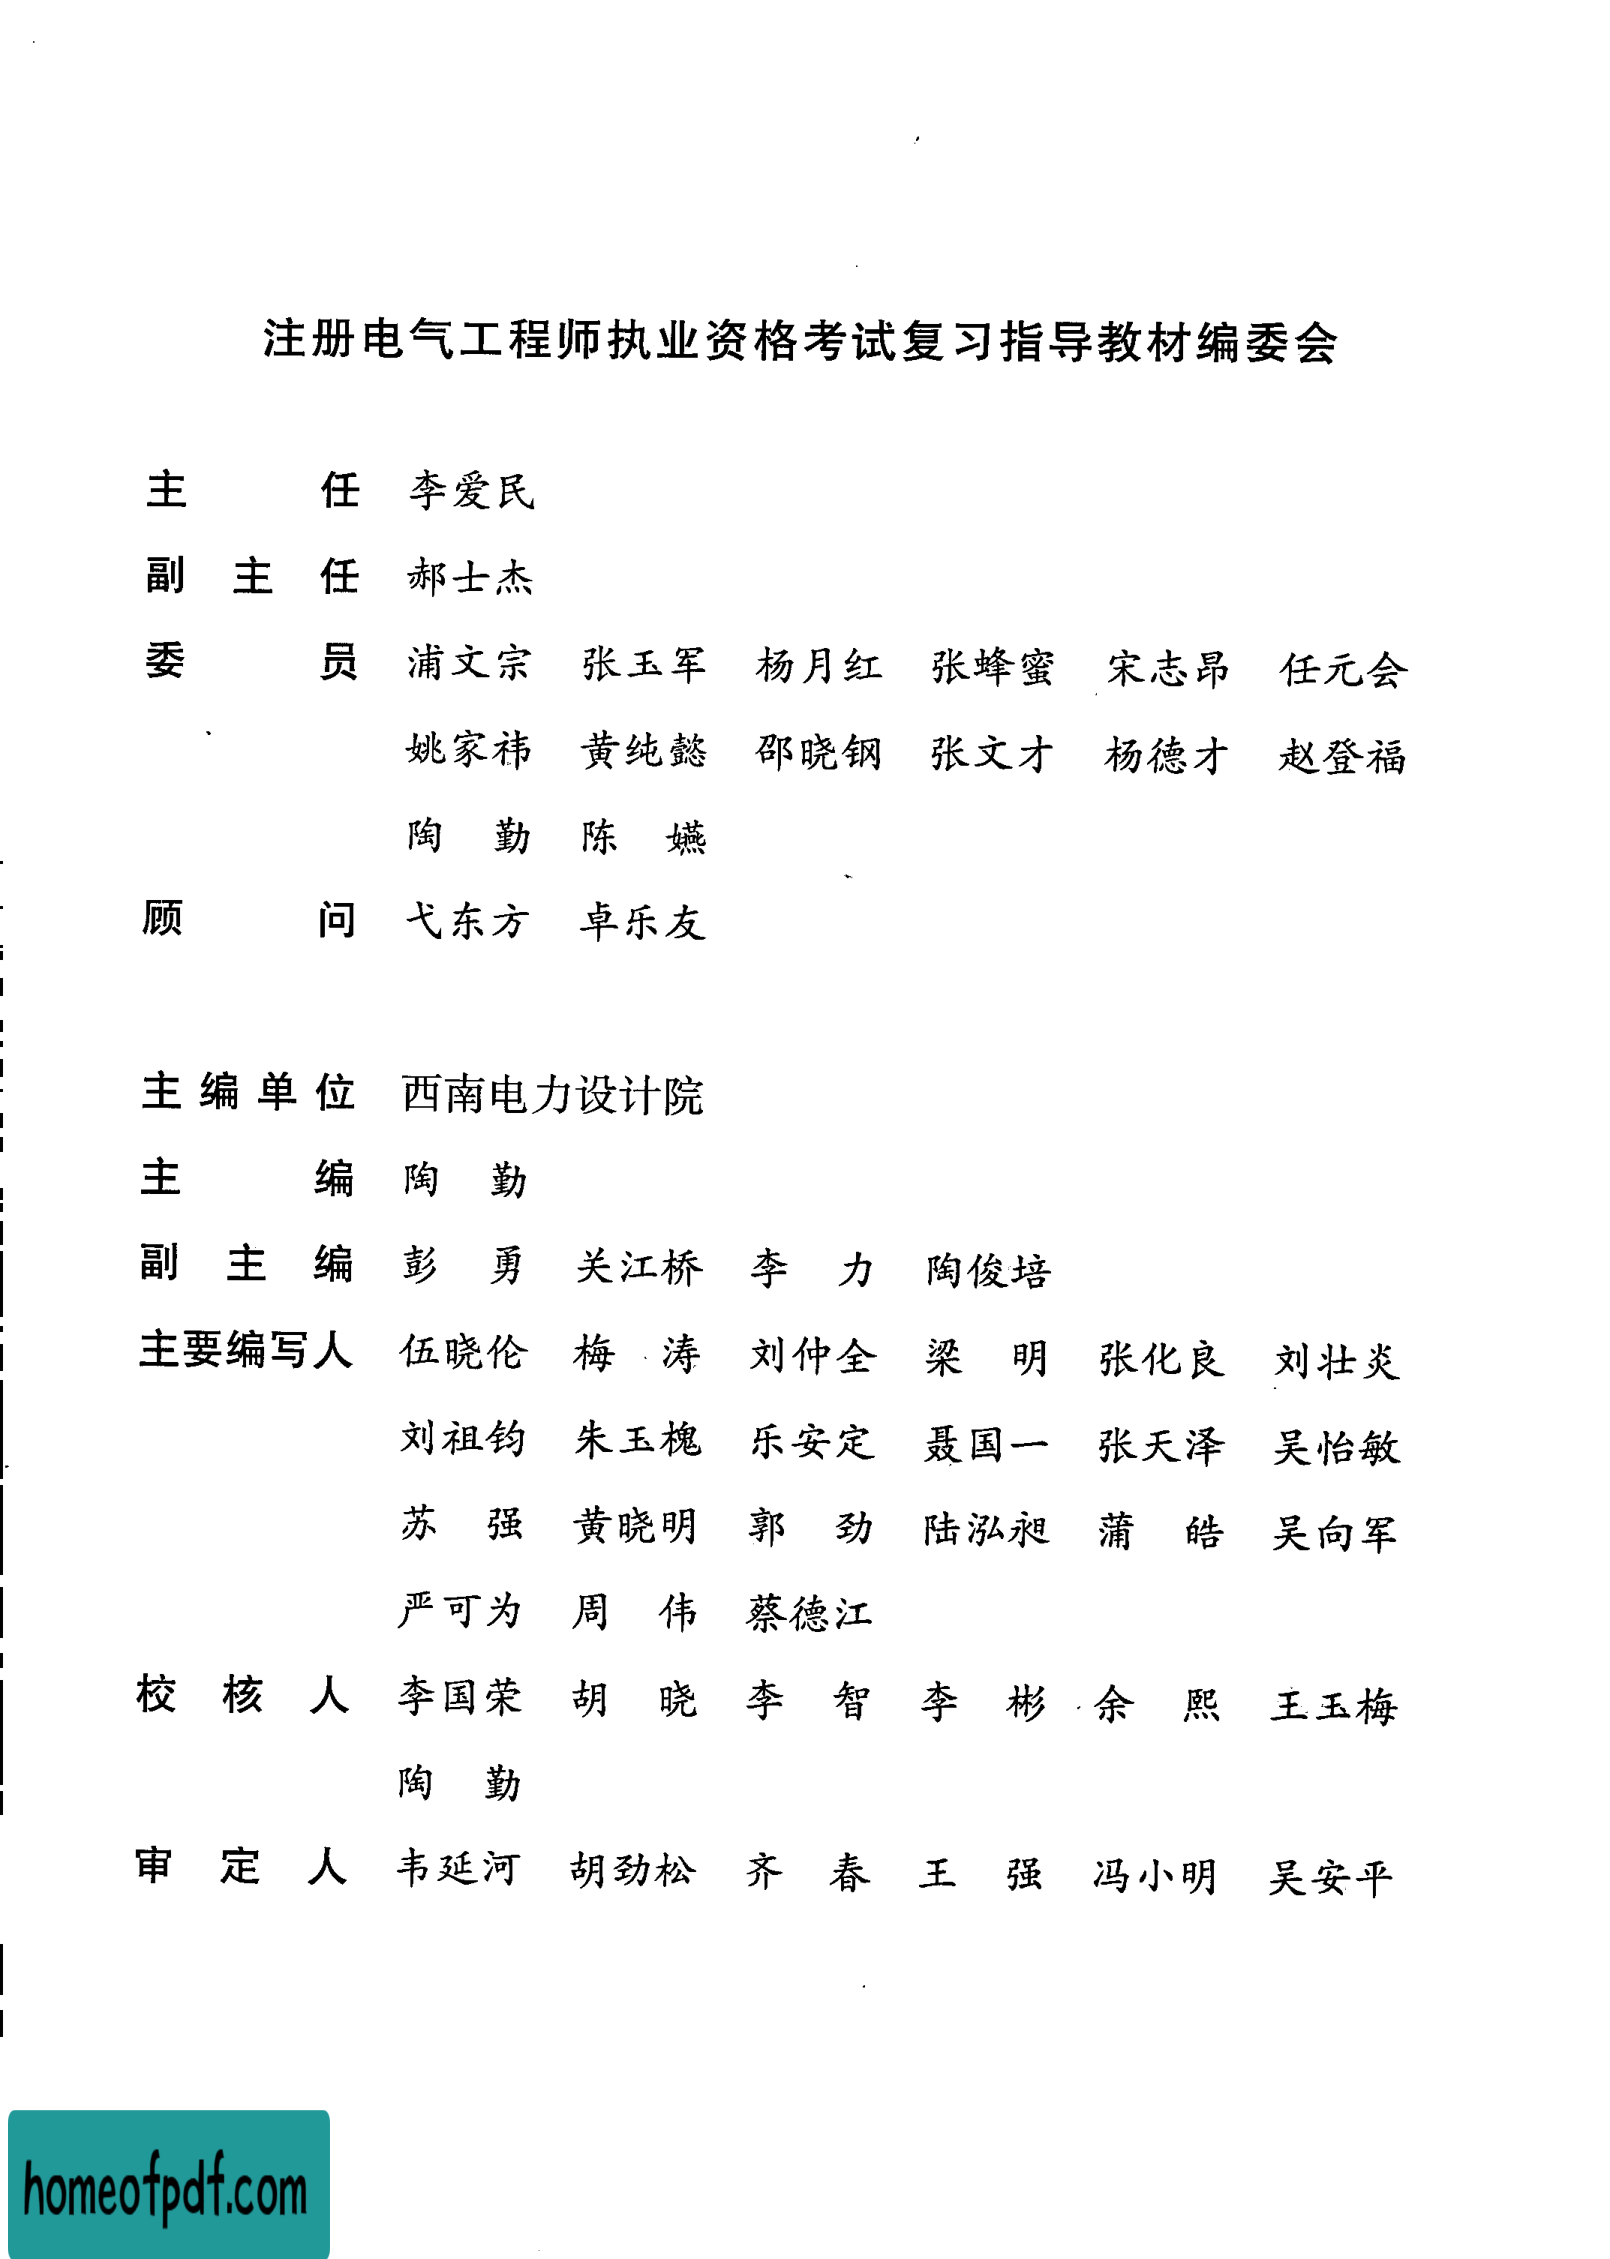 注册电气工程师执业资格考试复习指导教材编委会
主 任 李爱民
副 主 任 郝士杰
委 员 浦文宗 张玉军 杨月红 张蜂蜜 宋志昂 任元会
姚家祎 黄纯懿 邵晓钢 张文才 杨德才 赵登福
陶 勤 陈 嬿
顾 问 弋东方 卓乐友
主编单位 西南电力设计院
主 编 陶 勤
副 主 编 彭 勇 关江桥 李 力 陶俊培
主要编写人 伍晓伦 梅 涛 刘仲全 梁 明 张化良 刘壮炎
刘祖钧 朱玉槐 乐安定 聂国一 张天泽 吴怡敏
苏 强 黄晓明 郭 劲 陆泓昶 蒲 皓 吴向军
严可为 周 伟 蔡德江
校 核 人 李国荣 胡 晓 李 智 李 彬 余 熙 王玉梅
陶 勤
审 定 人 韦延河 胡劲松 齐 春 王 强 冯小明 吴安平
homeofpdf.com